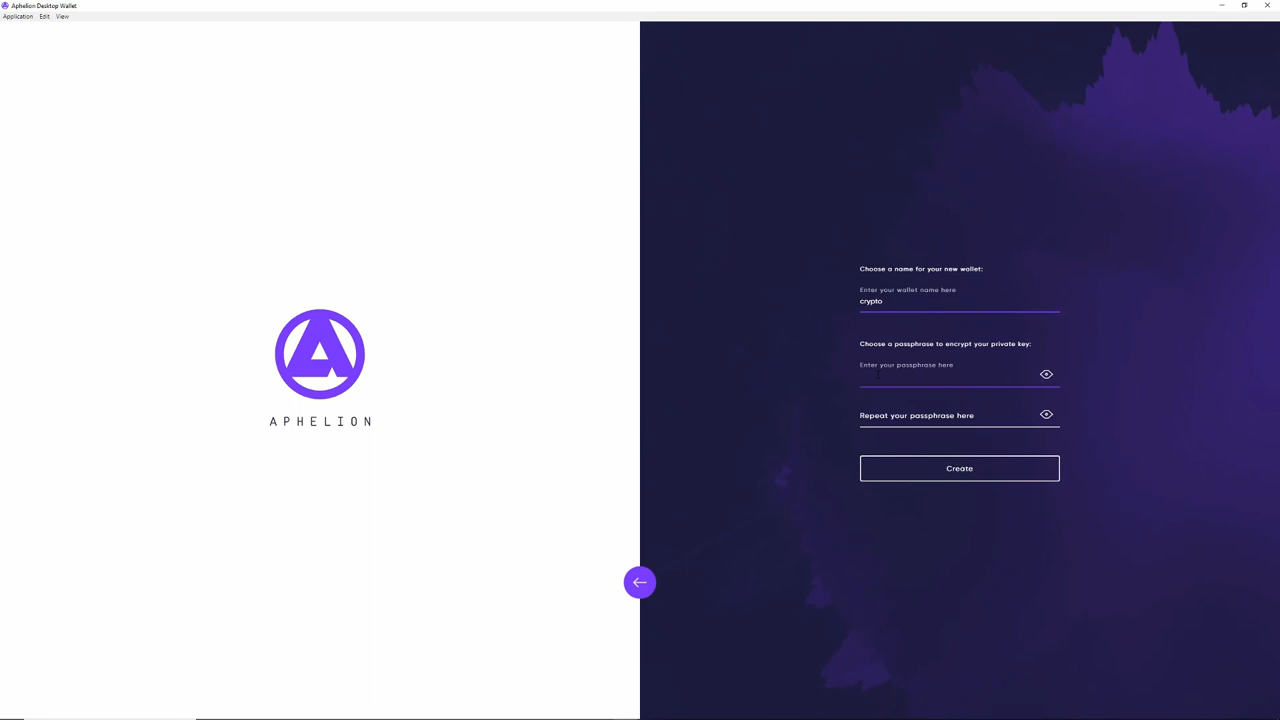 Aphelion Desktop Wallet
Application Edit View
APHELION
Choose a name for your new wallet:
Enter your wallet name here
crypto
Choose a passphrase to encrypt your private key:
Enter your passphrase here
Repeat your passphrase here
Create